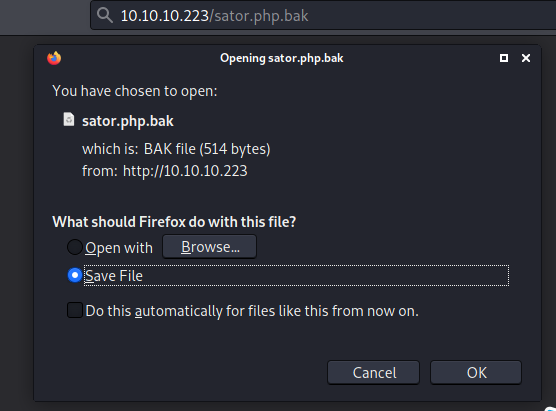 10.10.10.223/sator.php.bak
Opening sator.php.bak
You have chosen to open:
sator.php.bak
which is: BAK file (514 bytes)
from: http://10.10.10.223
What should Firefox do with this file?
Open with Browse...
Save File
Do this automatically for files like this from now on.
Cancel OK